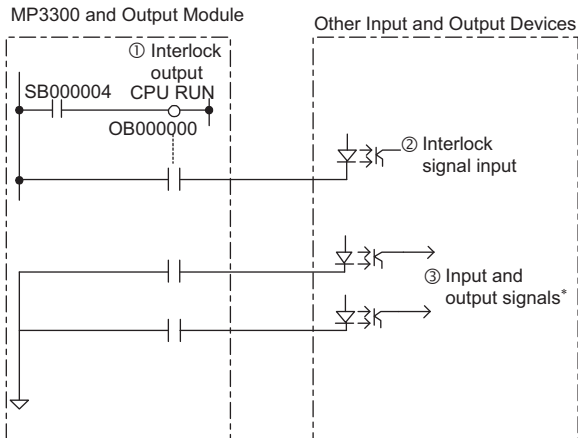 MP3300 and Output Module
Other Input and Output Devices
① Interlock
output
SB000004
CPU RUN
OB000000
② Interlock
signal input
③ Input and
output signals*